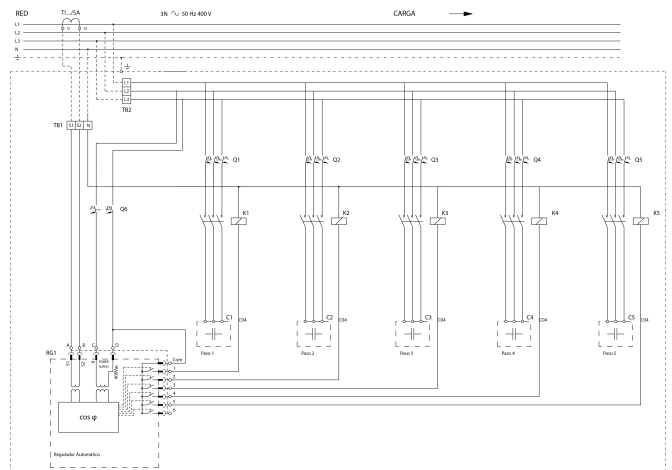 RED
TI.../5A
3N ∿ 50 Hz 400 V
CARGA
L1
L2
L3
N
S1
S2
L1
L2
L3
TB2
TB1
S1
S2
N
Q1
Q2
Q3
Q4
Q5
Q6
K1
K2
K3
K4
K5
C1
C04
C2
C04
C3
C04
C4
C04
C5
C04
Paso 1
Paso 2
Paso 3
Paso 4
Paso 5
RG1
A
B
C
D
S1
S2
POWER
SUPPLY
400Vac
Com
1
2
3
4
5
6
cos φ
Regulador Automático